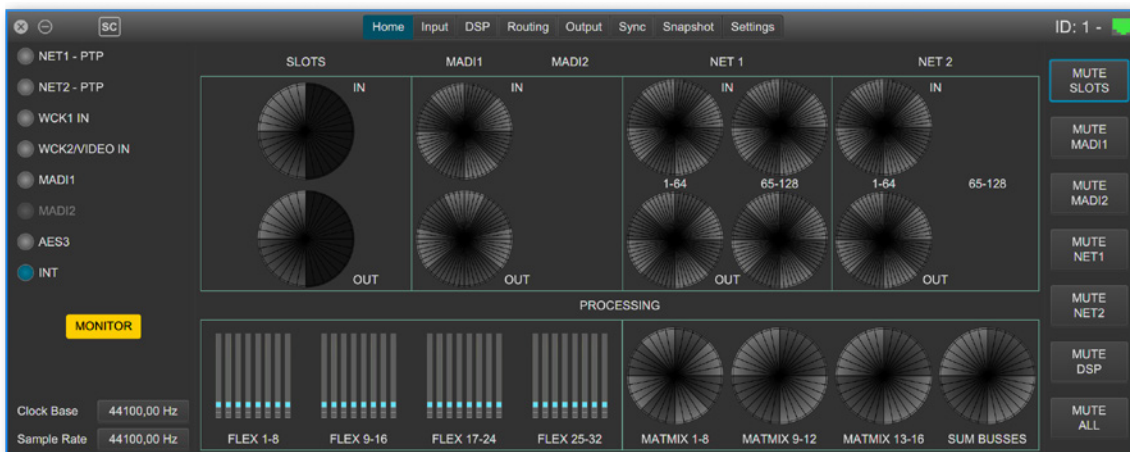 SC
Home Input DSP Routing Output Sync Snapshot Settings
ID: 1 -
NET1 - PTP
NET2 - PTP
WCK1 IN
WCK2/VIDEO IN
MADI1
MADI2
AES3
INT
MONITOR
Clock Base 44100,00 Hz
Sample Rate 44100,00 Hz
SLOTS MADI1 MADI2 NET 1 NET 2
IN IN IN IN
1-64 65-128 1-64 65-128
OUT OUT OUT OUT
PROCESSING
FLEX 1-8 FLEX 9-16 FLEX 17-24 FLEX 25-32 MATMIX 1-8 MATMIX 9-12 MATMIX 13-16 SUM BUSSES
MUTE
SLOTS
MUTE
MADI1
MUTE
MADI2
MUTE
NET1
MUTE
NET2
MUTE
DSP
MUTE
ALL